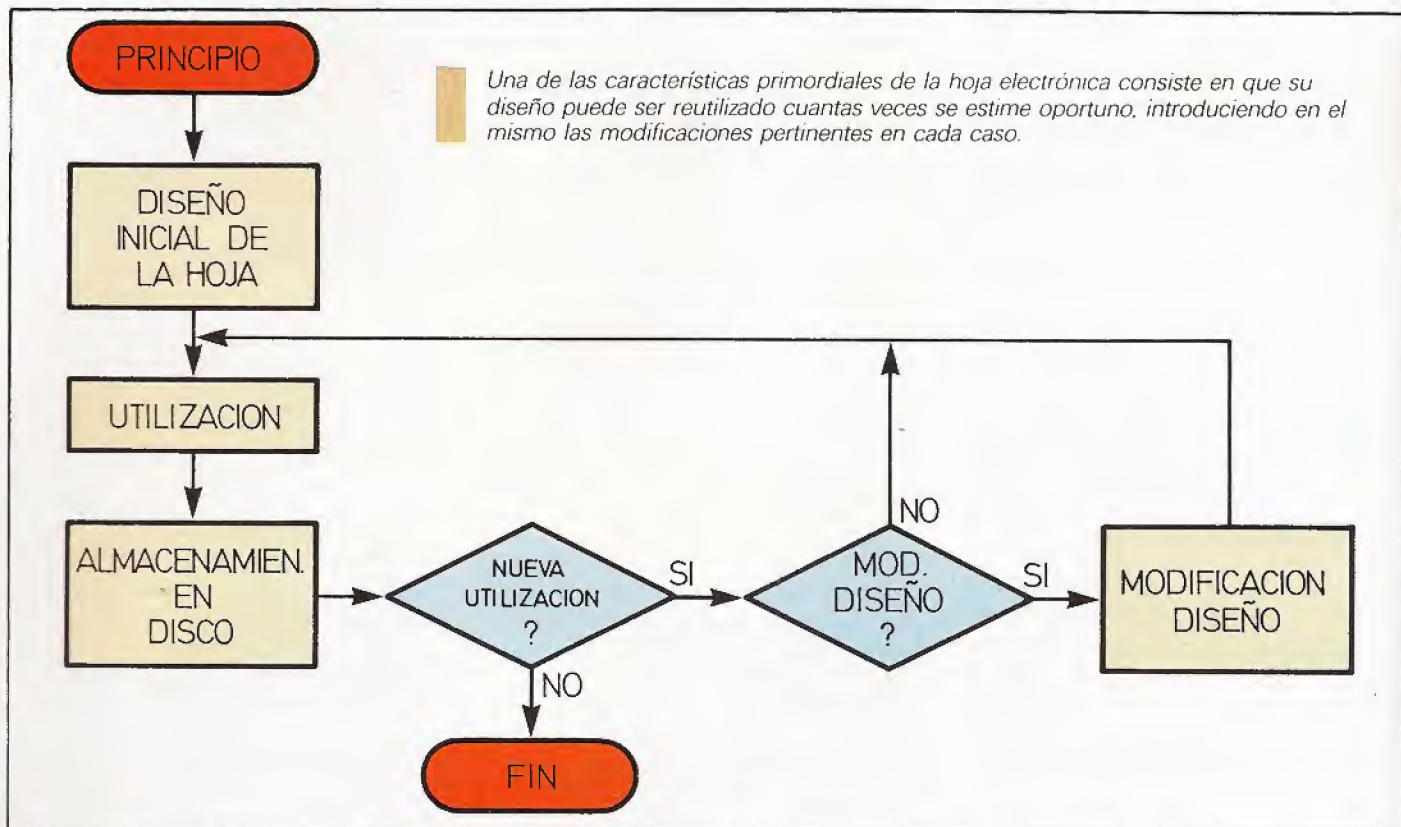 PRINCIPIO
Una de las características primordiales de la hoja electrónica consiste en que su
diseño puede ser reutilizado cuantas veces se estime oportuno, introduciendo en el
mismo las modificaciones pertinentes en cada caso.
DISEÑO
INICIAL DE
LA HOJA
UTILIZACION
ALMACENAMIEN.
EN
DISCO
NUEVA
UTILIZACION
?
SI
NO
MOD.
DISEÑO
?
NO
SI
MODIFICACION
DISEÑO
FIN